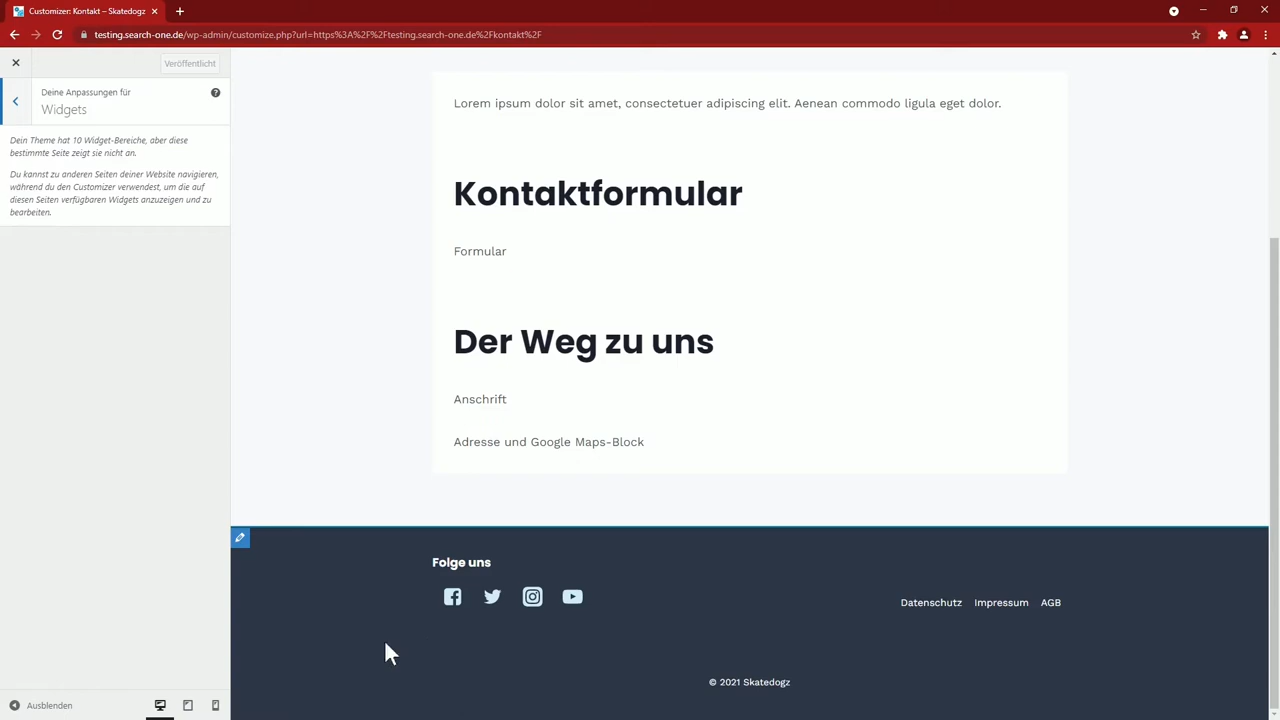 Customizer: Kontakt – Skatedogz
testing.search-one.de/wp-admin/customize.php?url=https%3A%2F%2Ftesting.search-one.de%2Fkontakt%2F
Veröffentlicht
Deine Anpassungen für
Widgets
Dein Theme hat 10 Widget-Bereiche, aber diese
bestimmte Seite zeigt sie nicht an.
Du kannst zu anderen Seiten deiner Website navigieren,
während du den Customizer verwendest, um die auf
diesen Seiten verfügbaren Widgets anzuzeigen und zu
bearbeiten.
Ausblenden
Lorem ipsum dolor sit amet, consectetuer adipiscing elit. Aenean commodo ligula eget dolor.
Kontaktformular
Formular
Der Weg zu uns
Anschrift
Adresse und Google Maps-Block
Folge uns
Datenschutz Impressum AGB
© 2021 Skatedogz